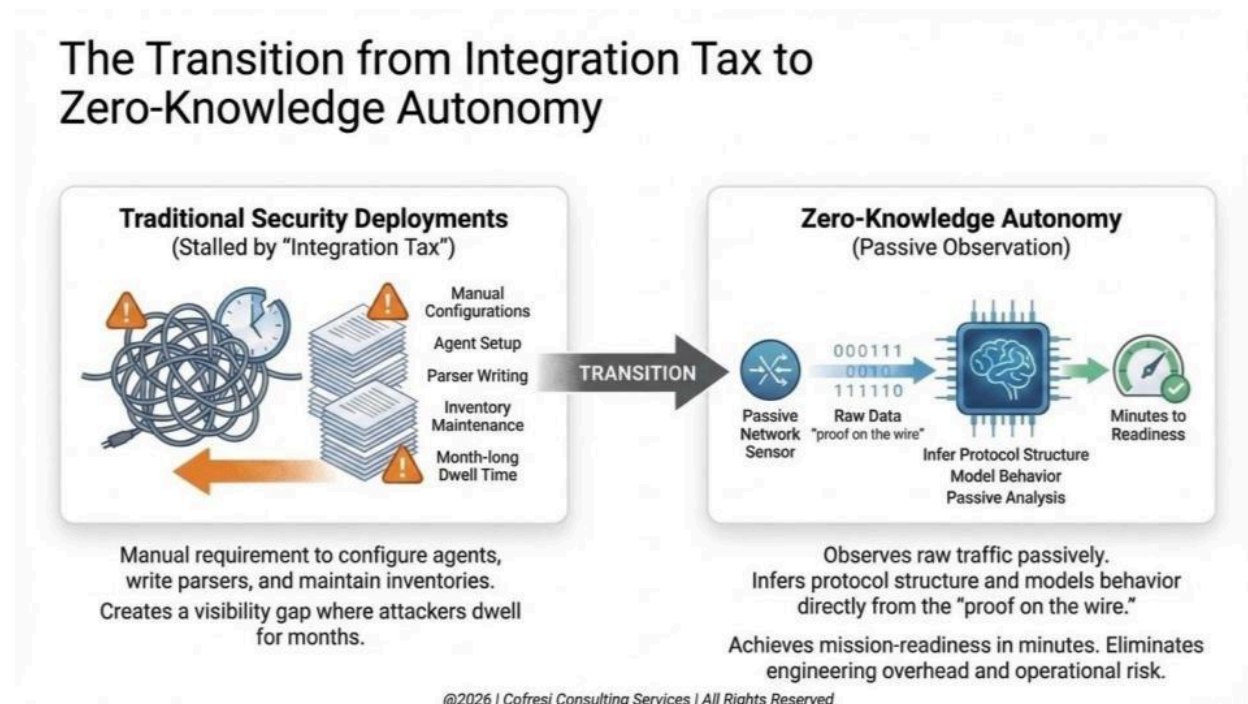 The Transition from Integration Tax to
Zero-Knowledge Autonomy
Traditional Security Deployments
(Stalled by “Integration Tax”)
Manual
Configurations
Agent Setup
Parser Writing
Inventory
Maintenance
Month-long
Dwell Time
TRANSITION
Zero-Knowledge Autonomy
(Passive Observation)
Passive
Network
Sensor
000111
0010
111110
Raw Data
"proof on the wire"
Infer Protocol Structure
Model Behavior
Passive Analysis
Minutes to
Readiness
Manual requirement to configure agents,
write parsers, and maintain inventories.
Creates a visibility gap where attackers dwell
for months.
Observes raw traffic passively.
Infers protocol structure and models behavior
directly from the “proof on the wire.”
Achieves mission-readiness in minutes. Eliminates
engineering overhead and operational risk.
@2026 | Cofresi Consulting Services | All Rights Reserved